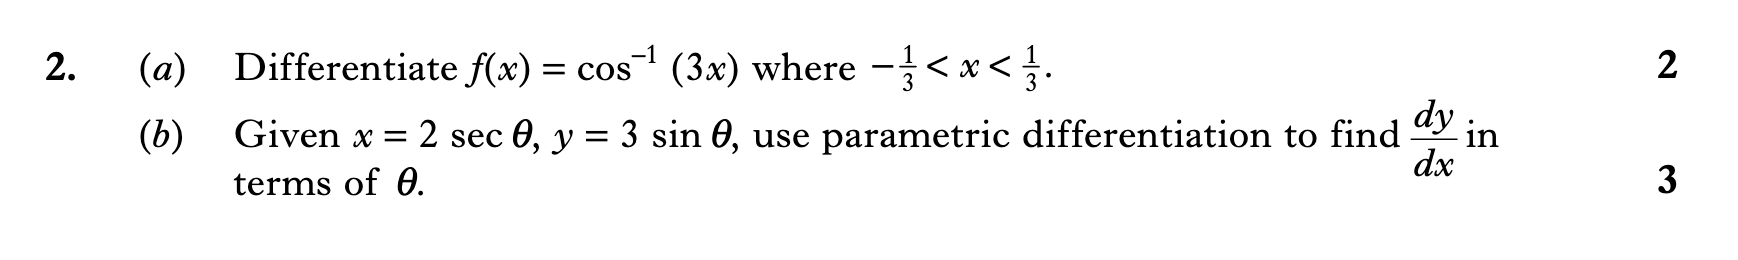 2. (a) Differentiate f(x) = cos⁻¹ (3x) where −1/3 < x < 1/3. 2
(b) Given x = 2 sec θ, y = 3 sin θ, use parametric differentiation to find dy/dx in
terms of θ. 3